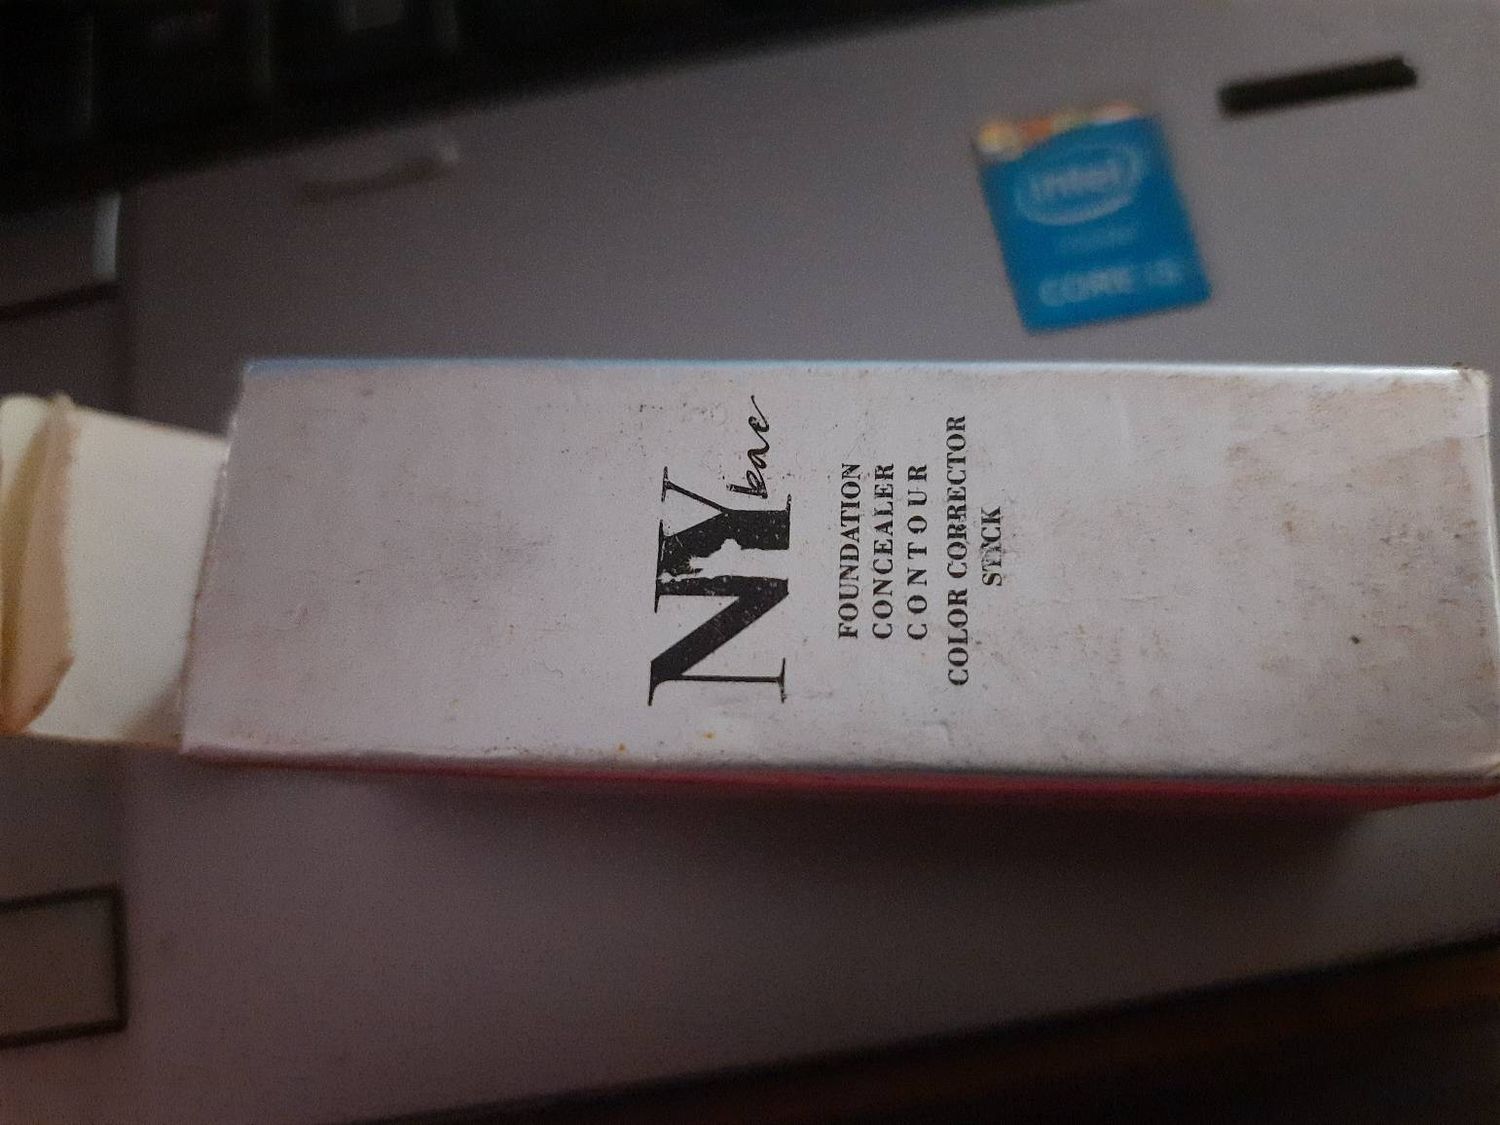 NY bae
FOUNDATION
CONCEALER
CONTOUR
COLOR CORRECTOR
STICK
intel
CORE i5